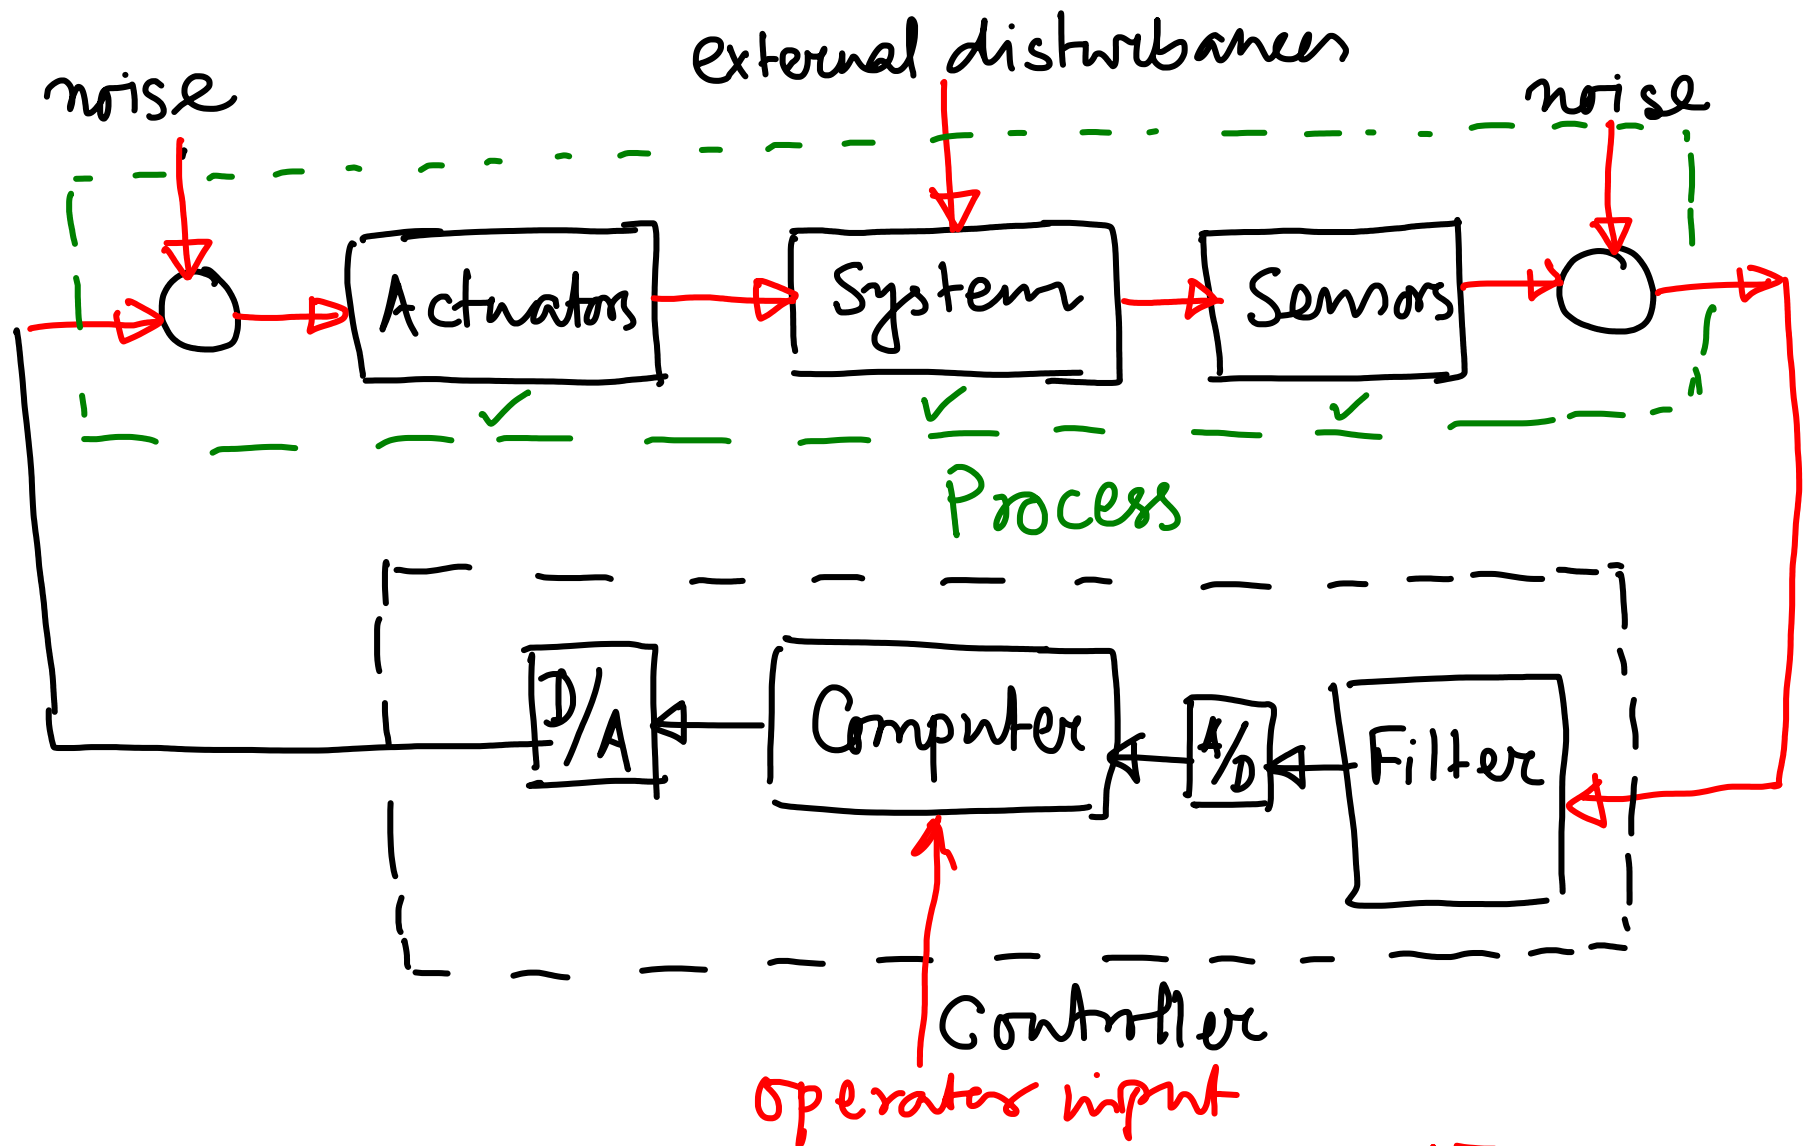 external disturbances
noise
noise
Actuators
System
Sensors
Process
D/A
Computer
A/D
Filter
Controller
operator input